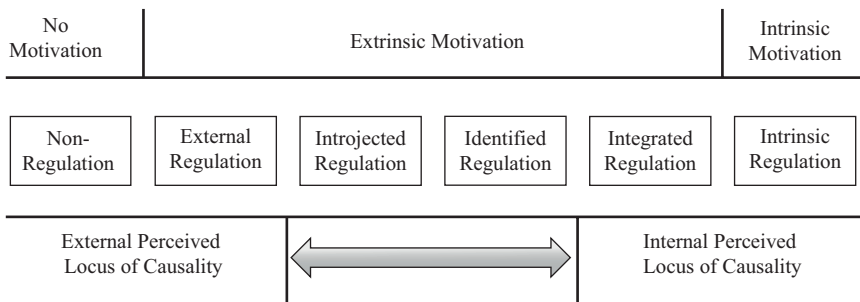 No
Motivation
Extrinsic Motivation
Intrinsic
Motivation
Non-
Regulation
External
Regulation
Introjected
Regulation
Identified
Regulation
Integrated
Regulation
Intrinsic
Regulation
External Perceived
Locus of Causality
Internal Perceived
Locus of Causality